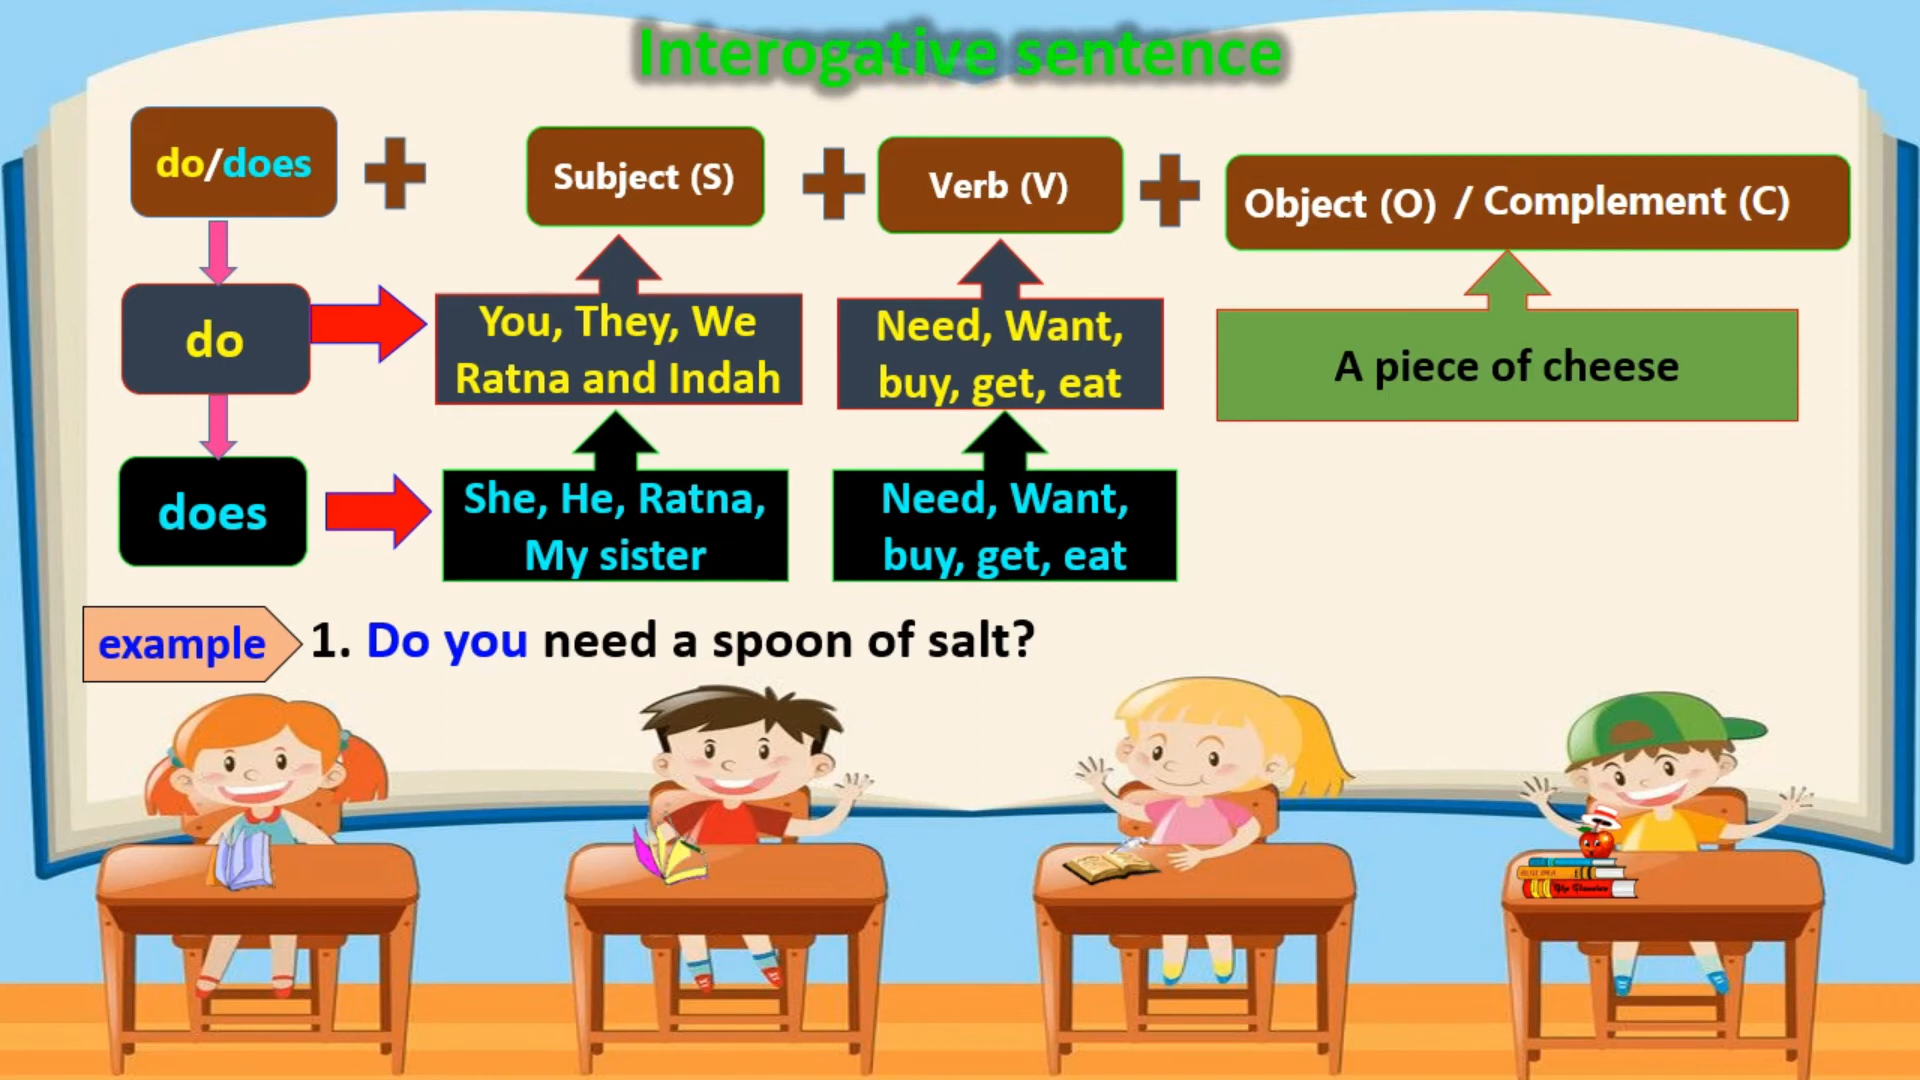 Interogative sentence
do/does
Subject (S)
Verb (V)
Object (O) / Complement (C)
do
You, They, We
Ratna and Indah
Need, Want,
buy, get, eat
A piece of cheese
does
She, He, Ratna,
My sister
Need, Want,
buy, get, eat
example
1. Do you need a spoon of salt?